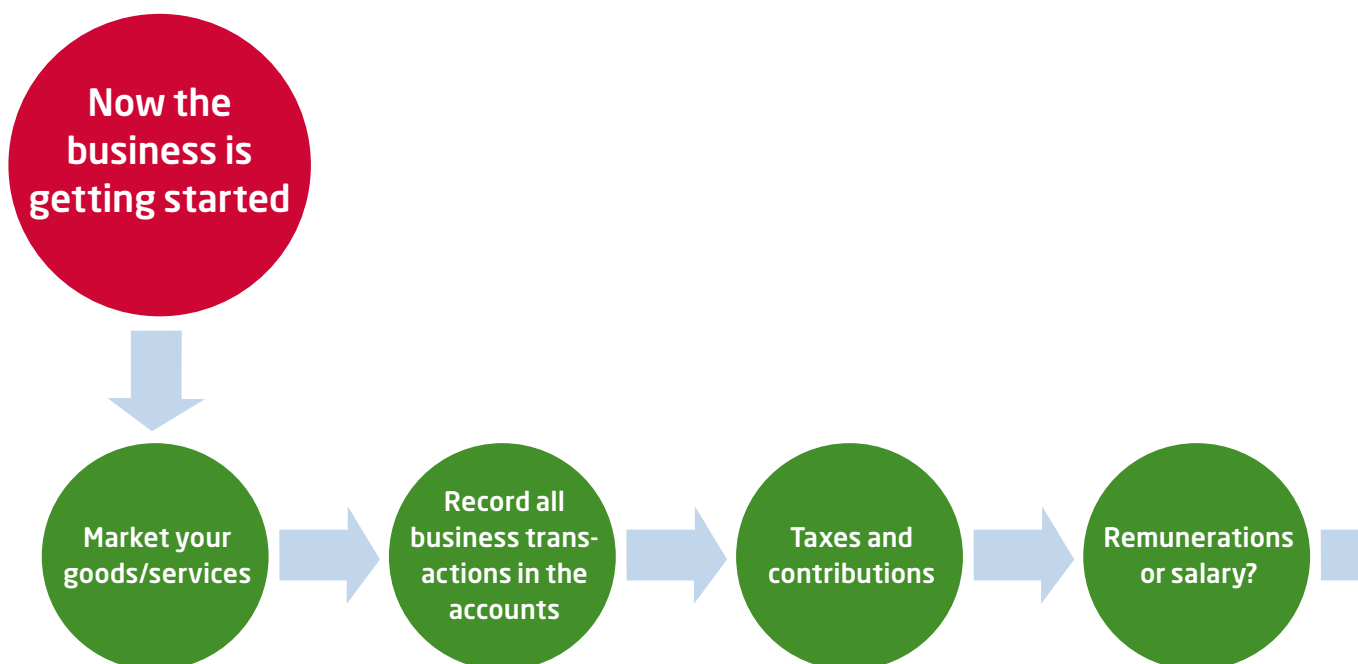 Now the
business is
getting started
Market your
goods/services
Record all
business trans-
actions in the
accounts
Taxes and
contributions
Remunerations
or salary?